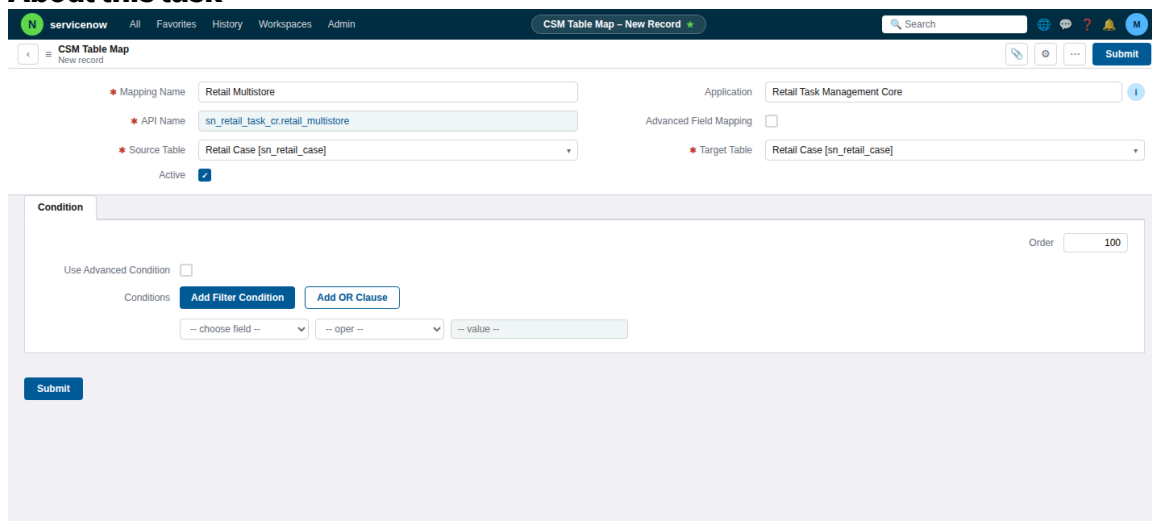 About this task
N servicenow All Favorites History Workspaces Admin CSM Table Map – New Record ★ Search M
CSM Table Map
New record
Submit
✱ Mapping Name Retail Multistore Application Retail Task Management Core i
✱ API Name sn_retail_task_cr.retail_multistore Advanced Field Mapping
✱ Source Table Retail Case [sn_retail_case] ✱ Target Table Retail Case [sn_retail_case]
Active
Condition
Order 100
Use Advanced Condition
Conditions Add Filter Condition Add OR Clause
-- choose field -- -- oper -- -- value --
Submit